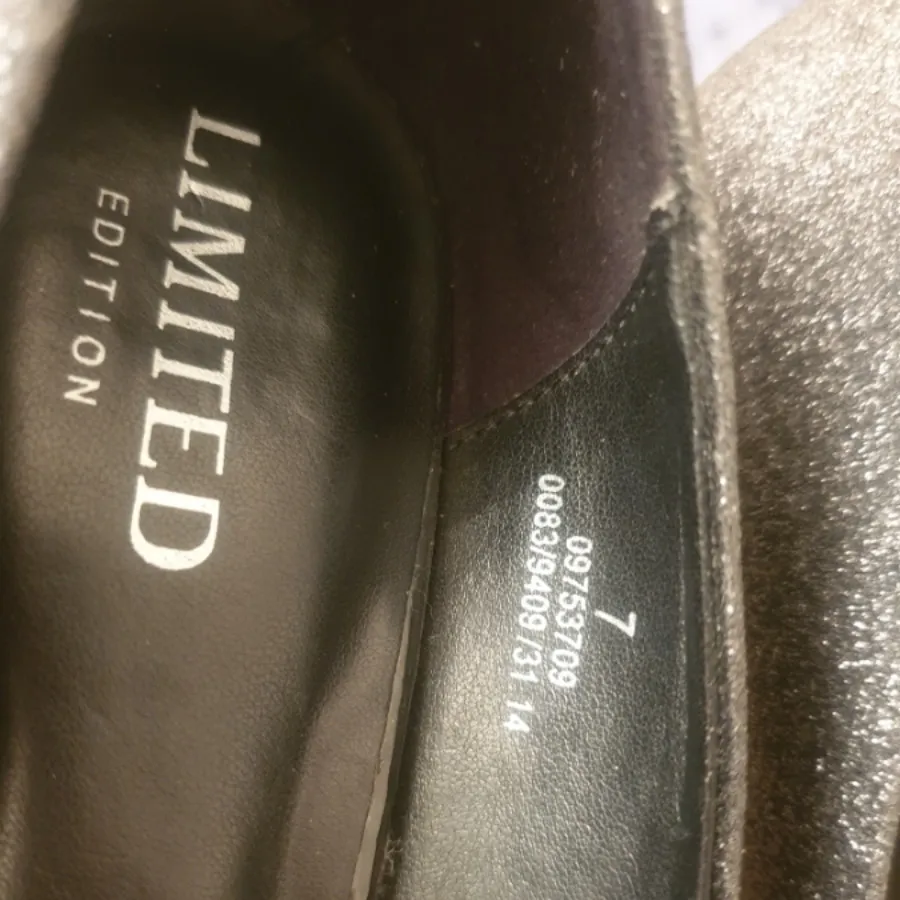 LIMITED
EDITION
7
09753709
0083/9409 /31 14